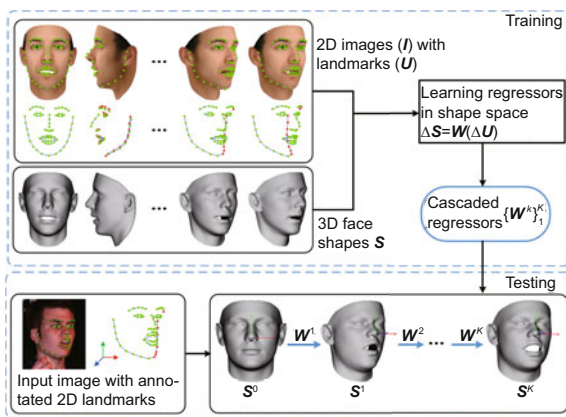 Training
2D images (I) with
landmarks (U)
•••
•••
3D face
shapes S
•••
Learning regressors
in shape space
ΔS=W(ΔU)
Cascaded
regressors {W^k}_1^K
Testing
Input image with anno-
tated 2D landmarks
W^1 W^2 ••• W^K
S^0 S^1 S^K